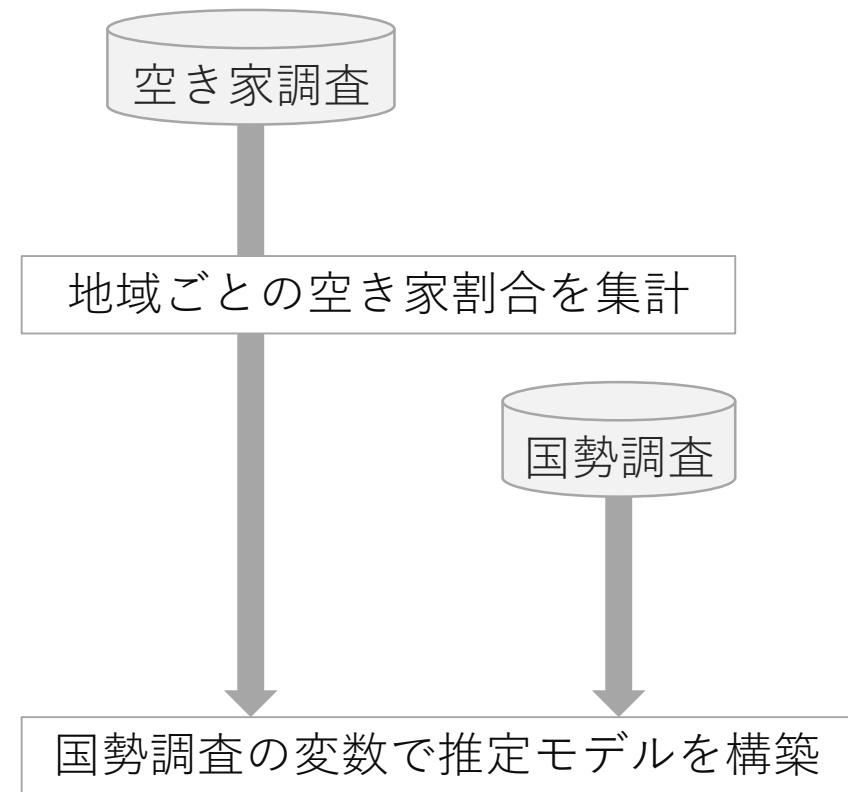 空き家調査
地域ごとの空き家割合を集計
国勢調査
国勢調査の変数で推定モデルを構築